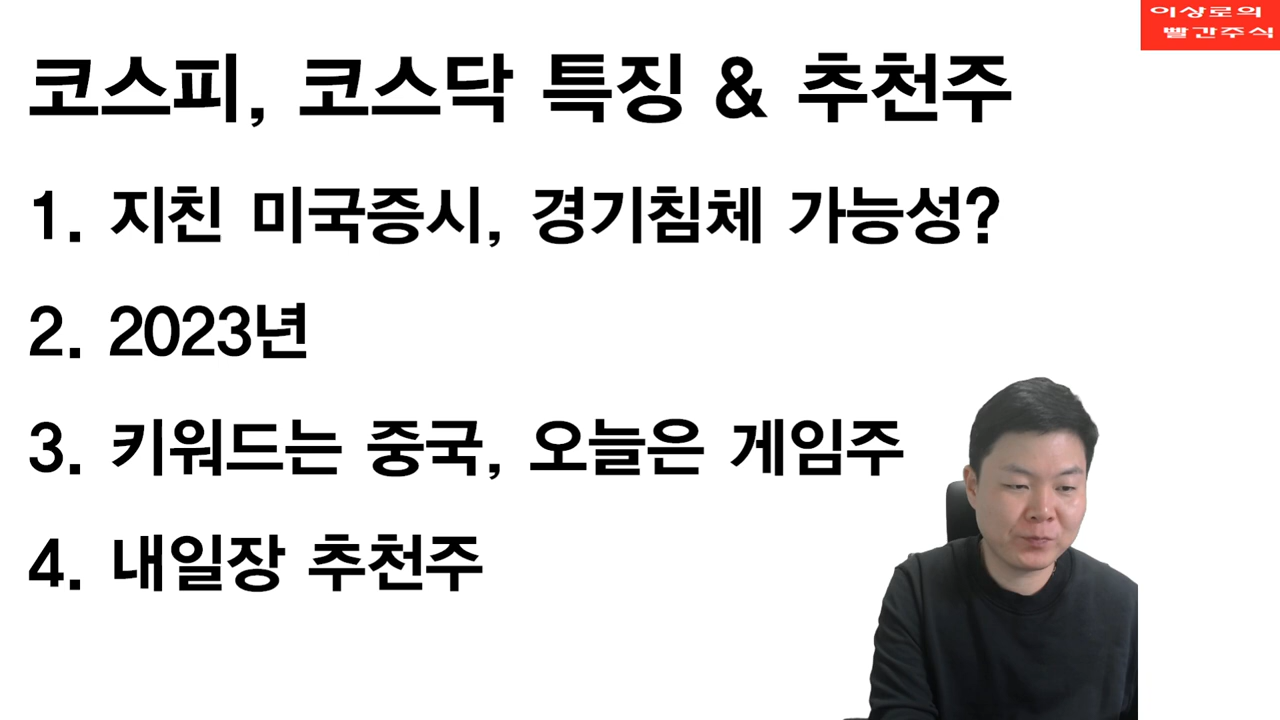 이상로의
빨간주식
코스피, 코스닥 특징 & 추천주
1. 지친 미국증시, 경기침체 가능성?
2. 2023년
3. 키워드는 중국, 오늘은 게임주
4. 내일장 추천주